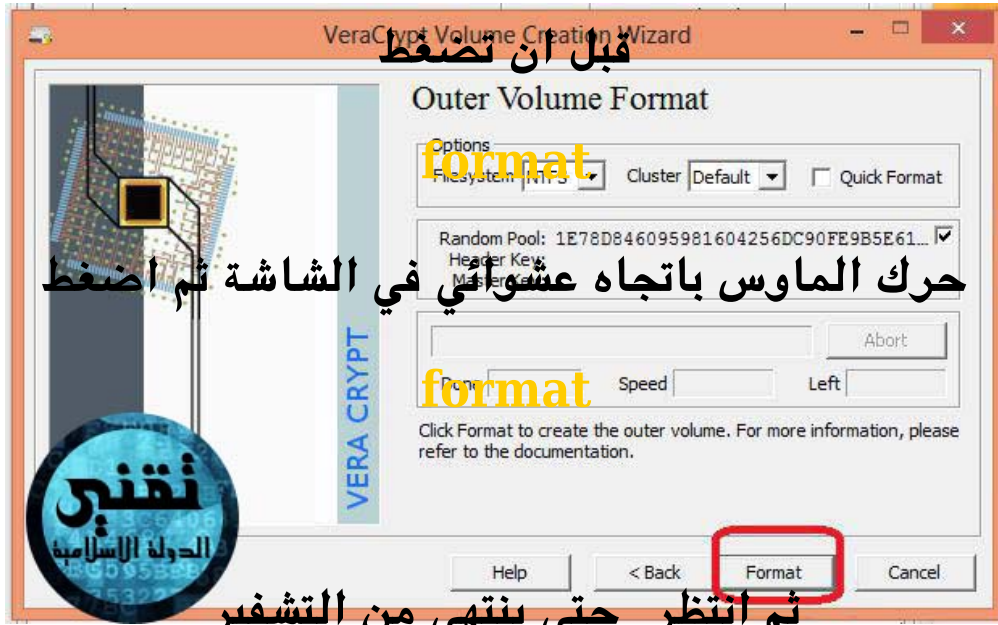 VeraCrypt Volume Creation Wizard
قبل ان تضغط
Outer Volume Format
Options
format
Filesystem NTFS Cluster Default Quick Format
Random Pool: 1E78D846095981604256DC90FE9B5E61...
Header Key:
Master Key:
حرك الماوس باتجاه عشوائي في الشاشة ثم اضغط
Abort
format
Done Speed Left
Click Format to create the outer volume. For more information, please
refer to the documentation.
VERA CRYPT
تقني
الدولة الإسلامية
Help < Back Format Cancel
ثم انتظر حتى ينتهي من التشفير